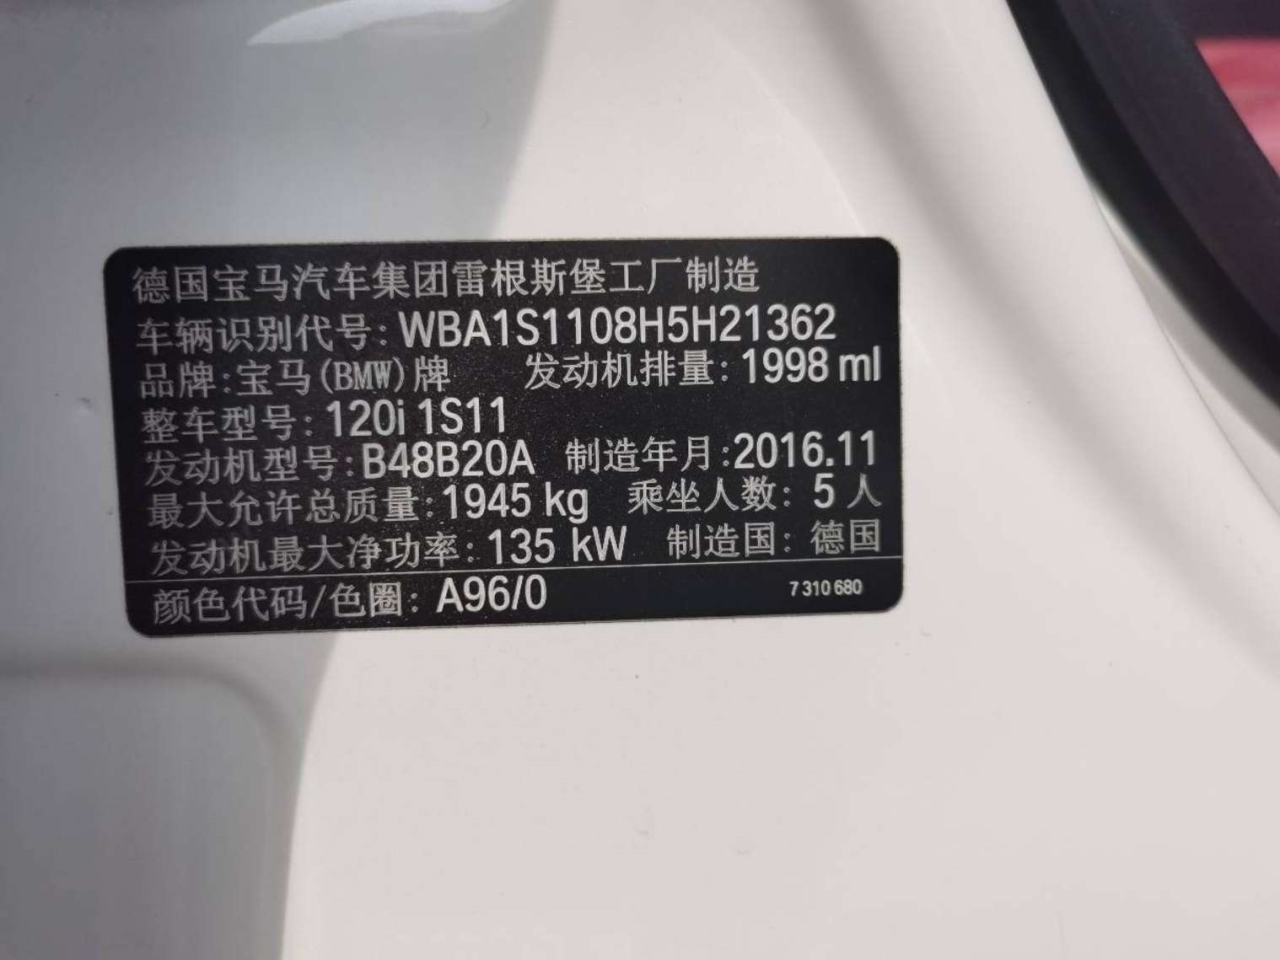 德国宝马汽车集团雷根斯堡工厂制造
车辆识别代号: WBA1S1108H5H21362
品牌:宝马(BMW)牌 发动机排量: 1998 ml
整车型号: 120i 1S11
发动机型号: B48B20A 制造年月:2016.11
最大允许总质量: 1945 kg 乘坐人数: 5 人
发动机最大净功率: 135 kW 制造国: 德国
颜色代码/色圈: A96/0 7 310 680